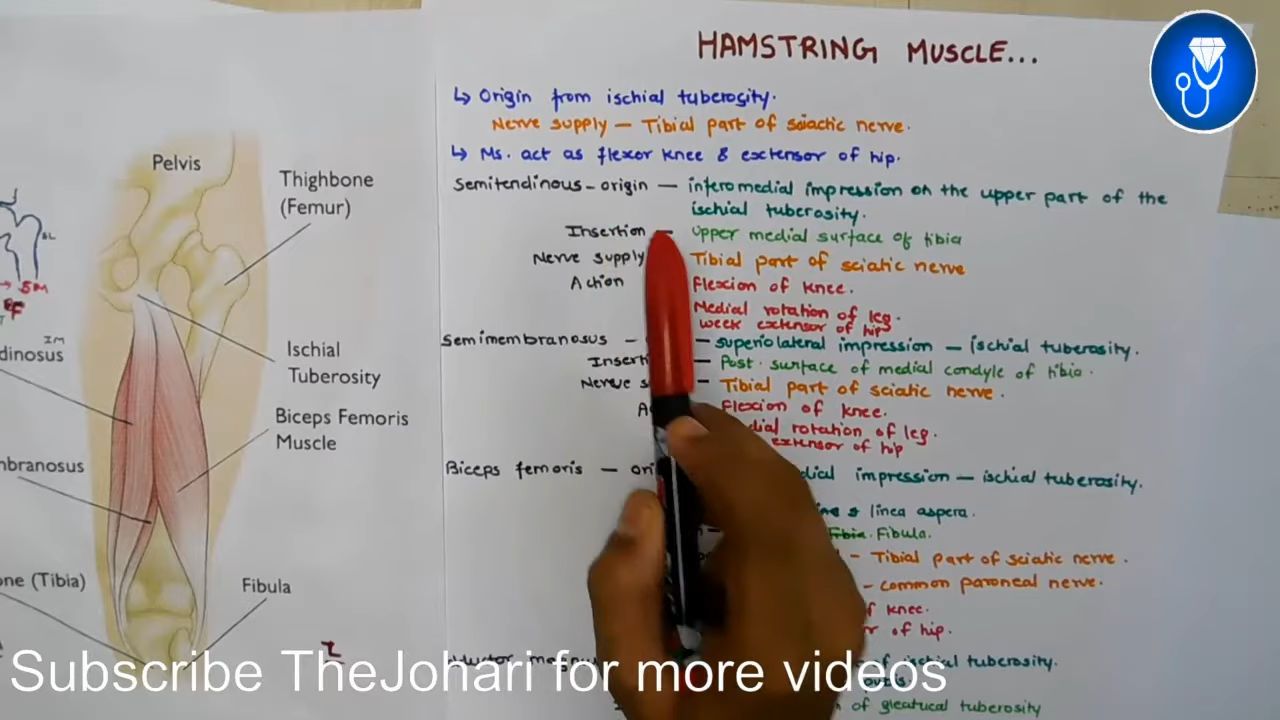 HAMSTRING MUSCLE...
↳ Origin from ischial tuberosity.
Nerve supply – Tibial part of sciactic nerve.
↳ Ms. act as flexor knee & extensor of hip.
Semitendinous – origin – inferomedial impression on the upper part of the
ischial tuberosity.
Insertion – Upper medial surface of tibia
Nerve supply Tibial part of sciatic nerve
Action Flexion of knee.
Medial rotation of leg.
week extensor of hip
Semimembranosus – – superiolateral impression – ischial tuberosity.
– Post. surface of medial condyle of tibia.
Nerve – Tibial part of sciatic nerve.
Flexion of knee.
rotation of leg.
extensor of hip
Biceps femoris – impression – ischial tuberosity.
& linea aspera.
Fibula.
– Tibial part of sciatic nerve.
– common paroneal nerve.
of knee.
of hip.
of ischial tuberosity.
of gleatucal tuberosity
Pelvis
Thighbone
(Femur)
SM
IM
Ischial
Tuberosity
Biceps Femoris
Muscle
(Tibia)
Fibula
Subscribe TheJohari for more videos